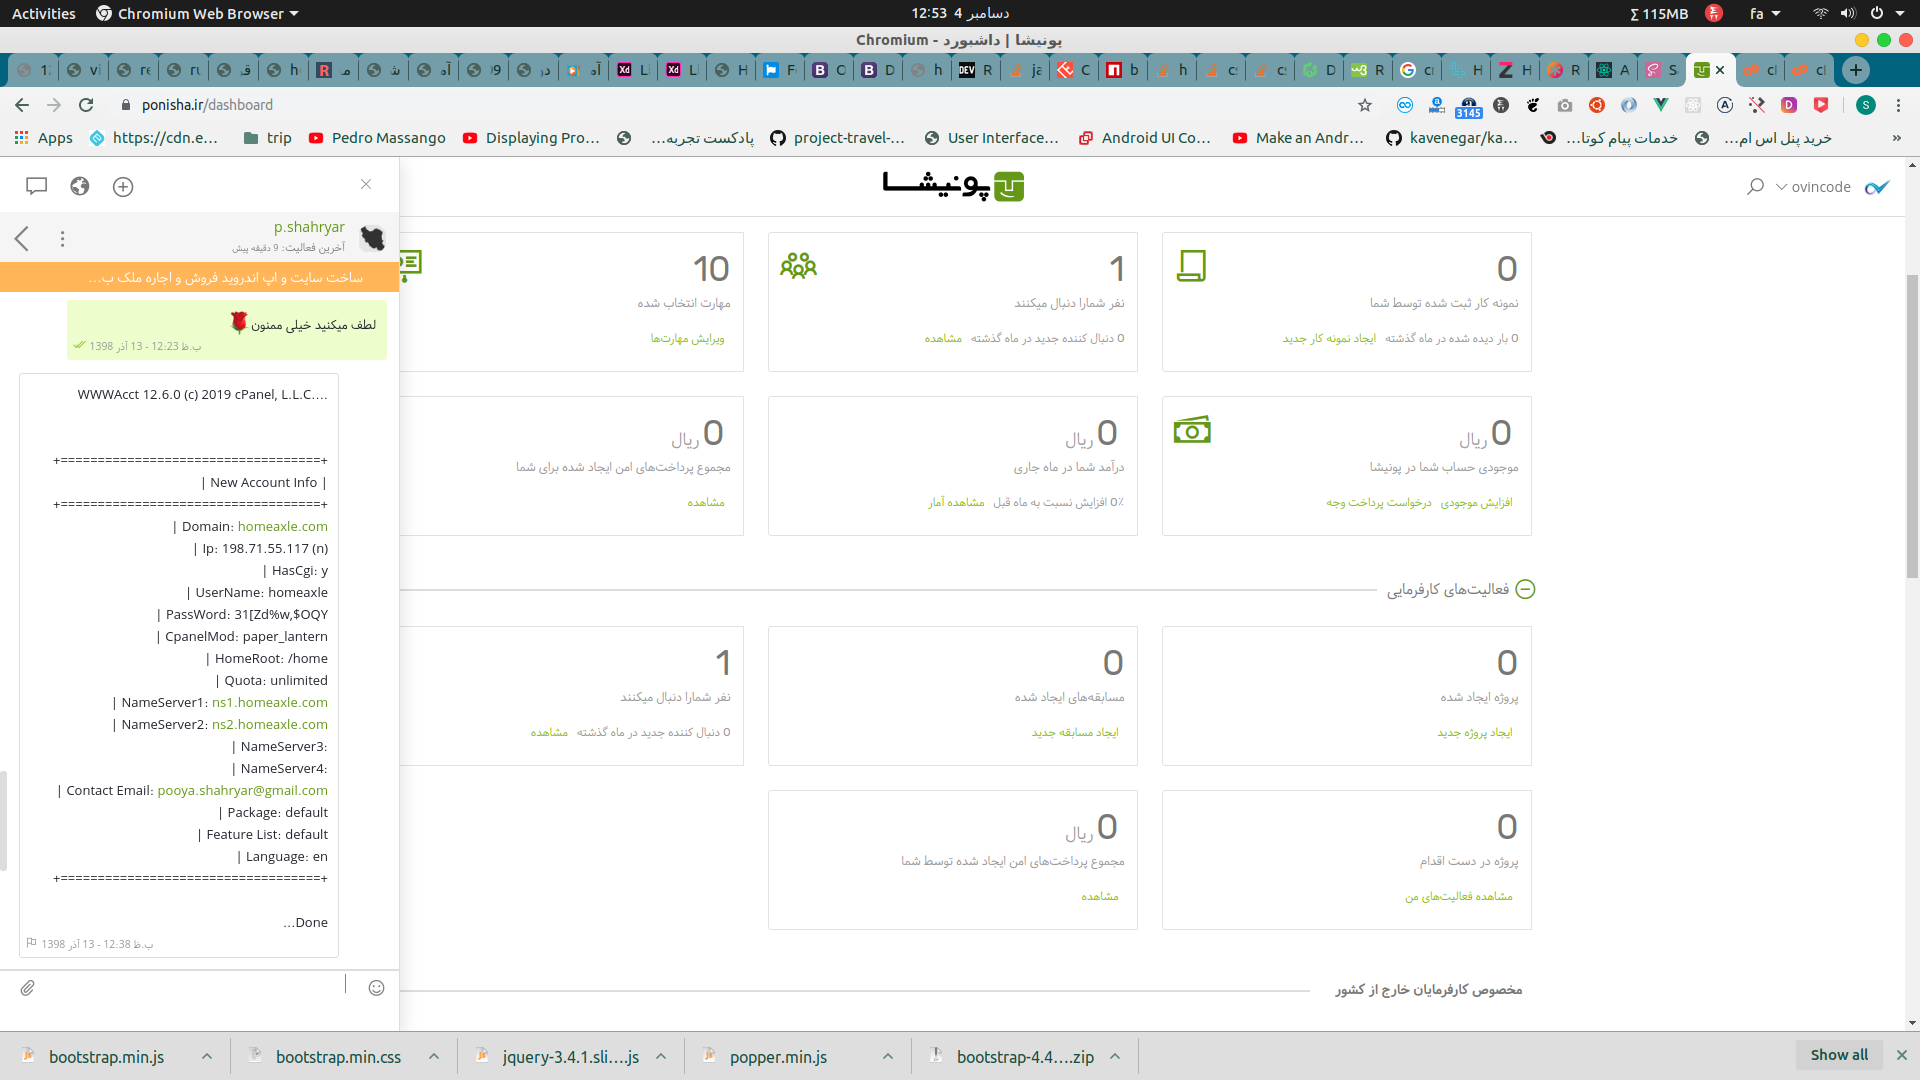 Activities
Chromium Web Browser
دسامبر 4 12:53
∑ 115MB
fa
پونیشا | داشبورد - Chromium
ponisha.ir/dashboard
3145
Apps
https://cdn.e...
trip
Pedro Massango
Displaying Pro...
پادکست تجربه...
project-travel-...
User Interface...
Android UI Co...
Make an Andr...
kavenegar/ka...
خدمات پیام کوتا...
خرید پنل اس ام...
»
p.shahryar
آخرین فعالیت: 9 دقیقه پیش
ساخت سایت و اپ اندروید فروش و اجاره ملک ب...
لطف میکنید خیلی ممنون🌹
ب.ظ 12:23 - 13 آذر 1398
WWWAcct 12.6.0 (c) 2019 cPanel, L.L.C....
+===================================+
| New Account Info |
+===================================+
| Domain: homeaxle.com
| Ip: 198.71.55.117 (n)
| HasCgi: y
| UserName: homeaxle
| PassWord: 31[Zd%w,$OQY
| CpanelMod: paper_lantern
| HomeRoot: /home
| Quota: unlimited
| NameServer1: ns1.homeaxle.com
| NameServer2: ns2.homeaxle.com
| NameServer3:
| NameServer4:
| Contact Email: pooya.shahryar@gmail.com
| Package: default
| Feature List: default
| Language: en
+===================================+
...Done
ب.ظ 12:38 - 13 آذر 1398
پونیشا
ovincode
0
نمونه کار ثبت شده توسط شما
0 بار دیده شده در ماه گذشته ایجاد نمونه کار جدید
1
نفر شمارا دنبال میکنند
0 دنبال کننده جدید در ماه گذشته مشاهده
10
مهارت انتخاب شده
ویرایش مهارت‌ها
0 ریال
موجودی حساب شما در پونیشا
افزایش موجودی درخواست پرداخت وجه
0 ریال
درآمد شما در ماه جاری
0٪ افزایش نسبت به ماه قبل مشاهده آمار
0 ریال
مجموع پرداخت‌های امن ایجاد شده برای شما
مشاهده
فعالیت‌های کارفرمایی
0
پروژه ایجاد شده
ایجاد پروژه جدید
0
مسابقه‌های ایجاد شده
ایجاد مسابقه جدید
1
نفر شمارا دنبال میکنند
0 دنبال کننده جدید در ماه گذشته مشاهده
0
پروژه در دست اقدام
مشاهده فعالیت‌های من
0 ریال
مجموع پرداخت‌های امن ایجاد شده توسط شما
مشاهده
مخصوص کارفرمایان خارج از کشور
bootstrap.min.js
bootstrap.min.css
jquery-3.4.1.sli....js
popper.min.js
bootstrap-4.4....zip
Show all